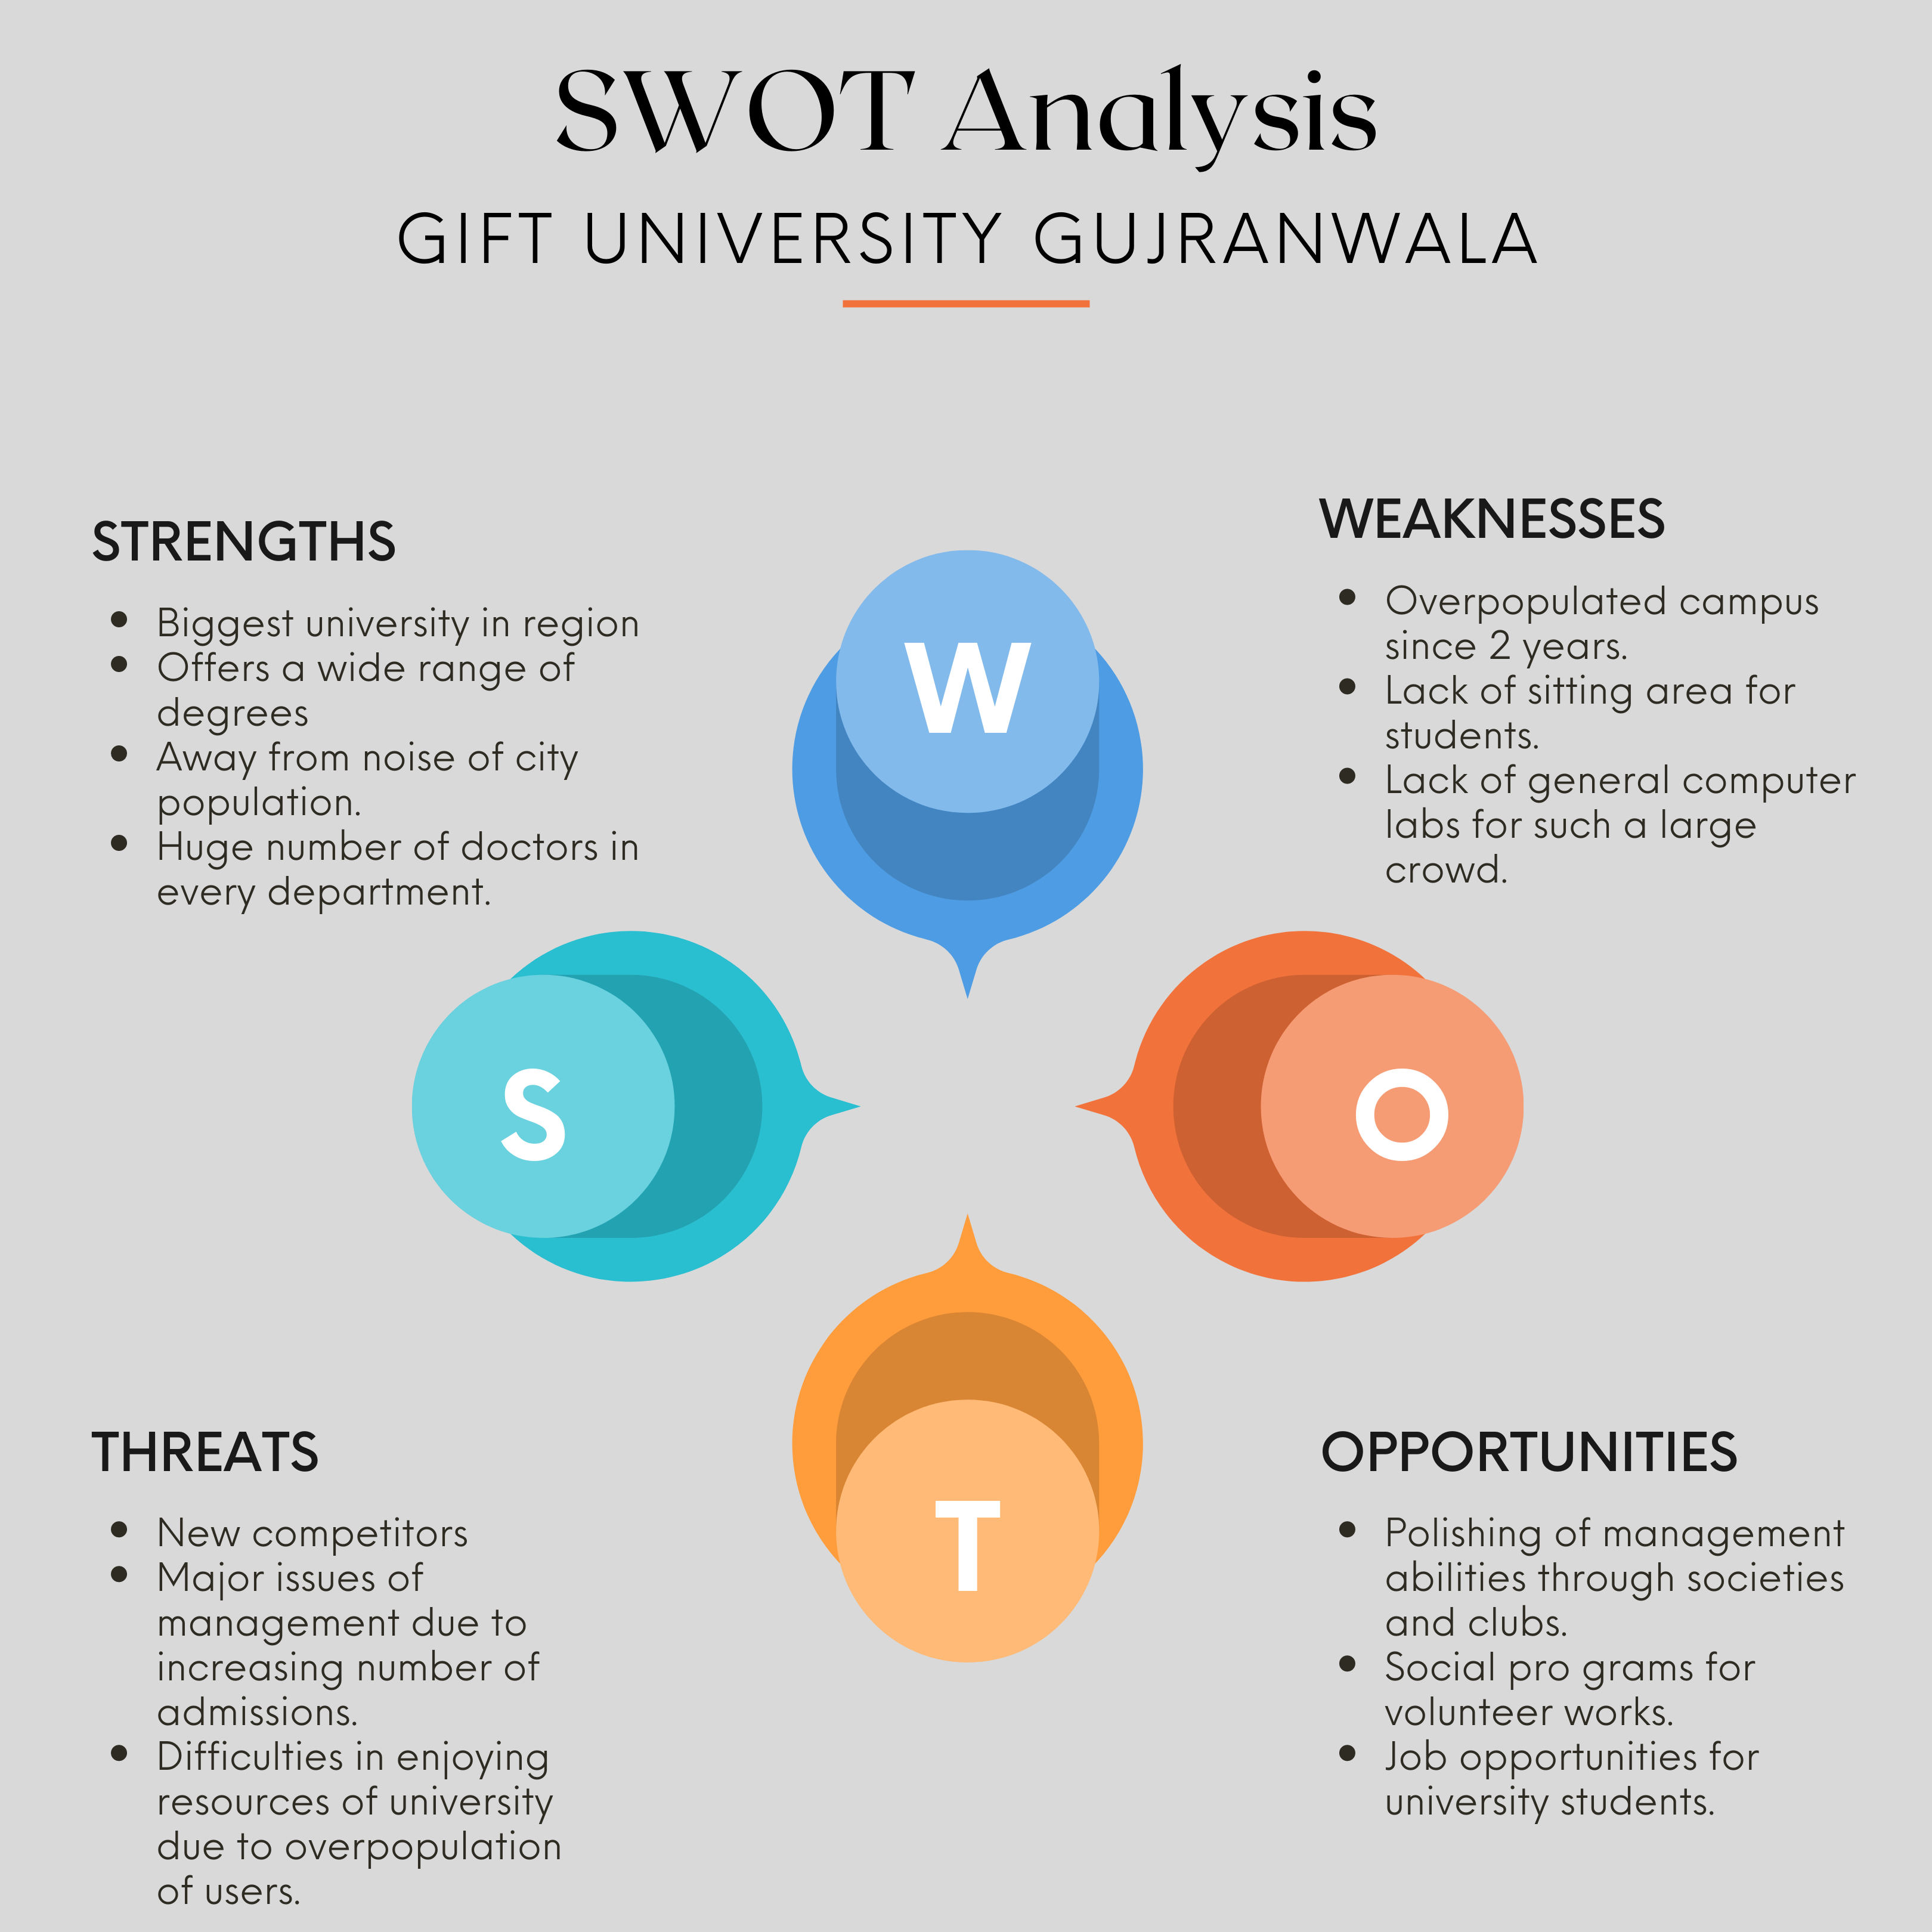 SWOT Analysis
GIFT UNIVERSITY GUJRANWALA
STRENGTHS
• Biggest university in region
• Offers a wide range of
degrees
• Away from noise of city
population.
• Huge number of doctors in
every department.
WEAKNESSES
• Overpopulated campus
since 2 years.
• Lack of sitting area for
students.
• Lack of general computer
labs for such a large
crowd.
W
S
O
T
THREATS
• New competitors
• Major issues of
management due to
increasing number of
admissions.
• Difficulties in enjoying
resources of university
due to overpopulation
of users.
OPPORTUNITIES
• Polishing of management
abilities through societies
and clubs.
• Social pro grams for
volunteer works.
• Job opportunities for
university students.